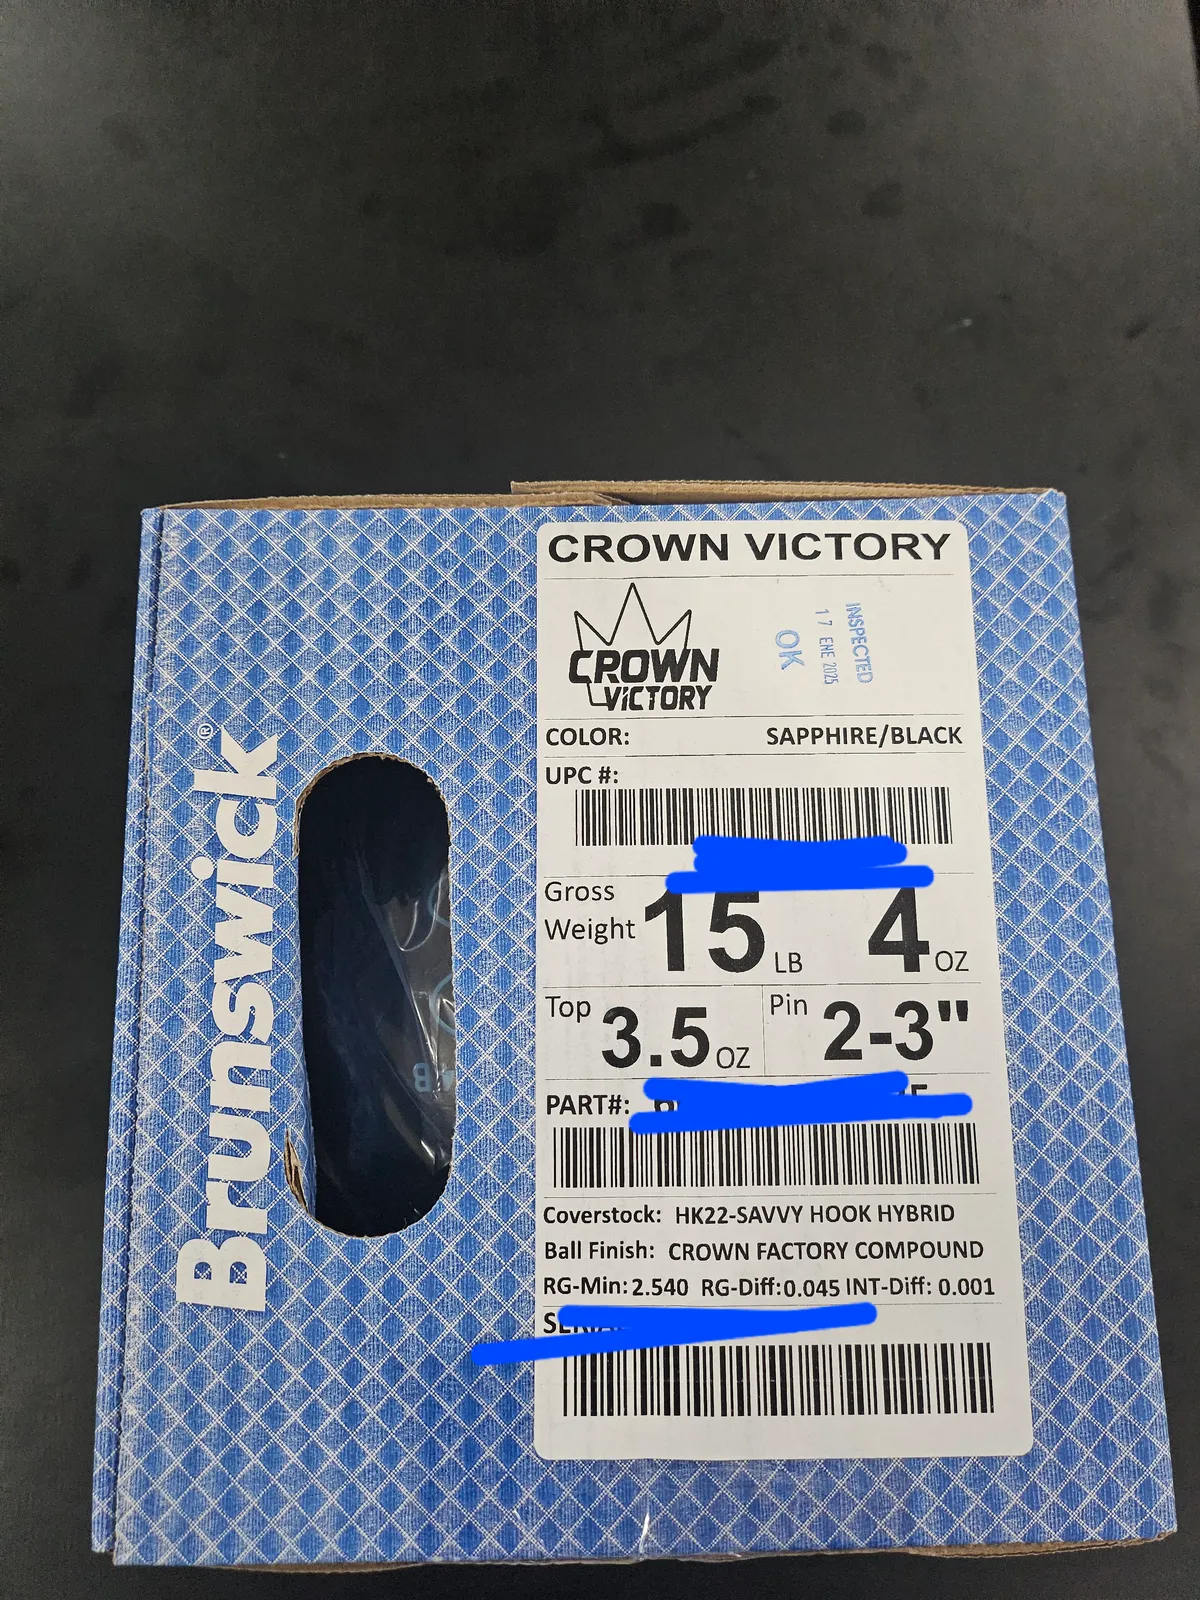 Brunswick®
CROWN VICTORY
CROWN
VICTORY
INSPECTED
17 ENE 2025
OK
COLOR: SAPPHIRE/BLACK
UPC #:
Gross
Weight 15 LB 4 OZ
Top 3.5 OZ Pin 2-3"
PART#:
Coverstock: HK22-SAVVY HOOK HYBRID
Ball Finish: CROWN FACTORY COMPOUND
RG-Min: 2.540 RG-Diff: 0.045 INT-Diff: 0.001